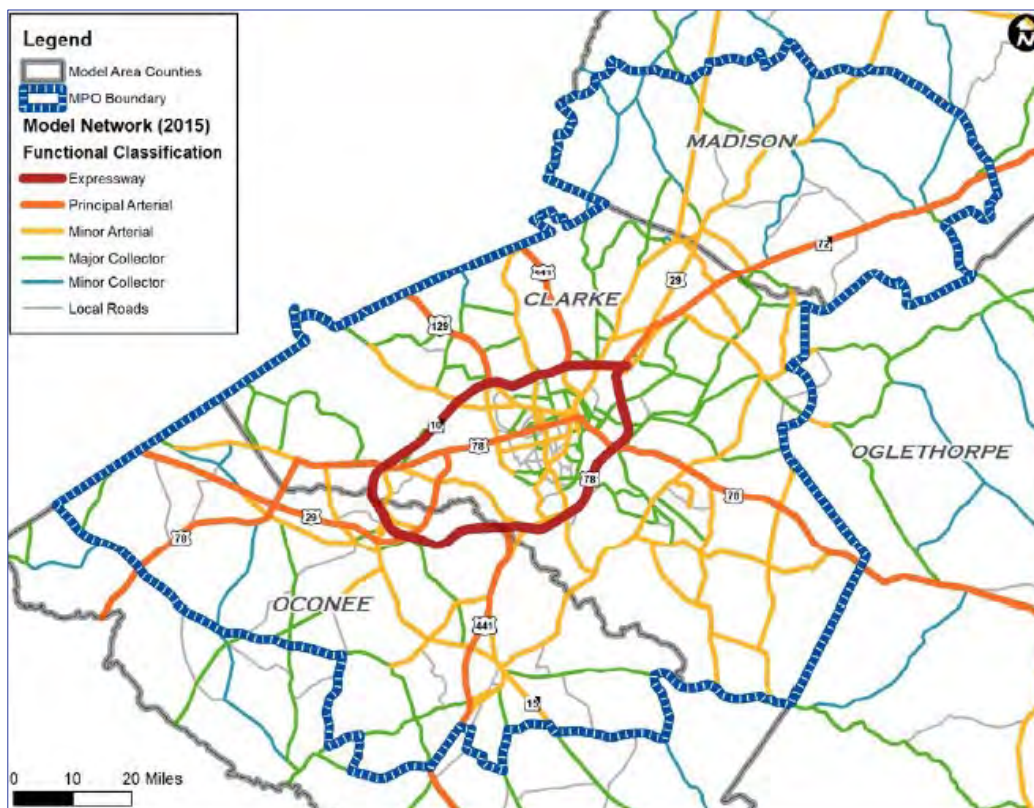 Legend
Model Area Counties
MPO Boundary
Model Network (2015)
Functional Classification
Expressway
Principal Arterial
Minor Arterial
Major Collector
Minor Collector
Local Roads
N
MADISON
72
441
29
CLARKE
129
10
78
OGLETHORPE
78
78
29
78
OCONEE
441
15
0 10 20 Miles